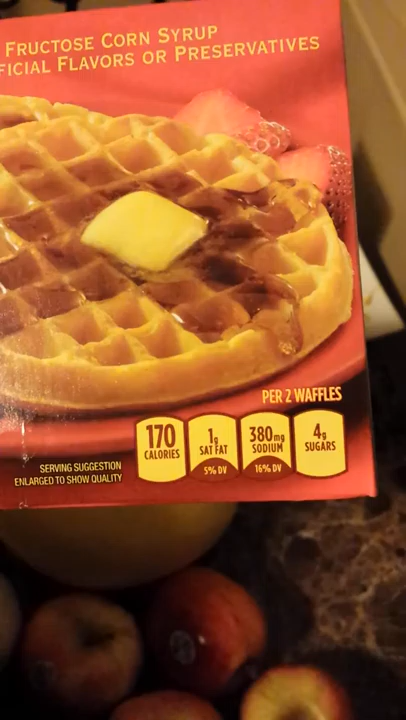 FRUCTOSE CORN SYRUP
FICIAL FLAVORS OR PRESERVATIVES
PER 2 WAFFLES
170 CALORIES
1g SAT FAT 5% DV
380mg SODIUM 16% DV
4g SUGARS
SERVING SUGGESTION
ENLARGED TO SHOW QUALITY